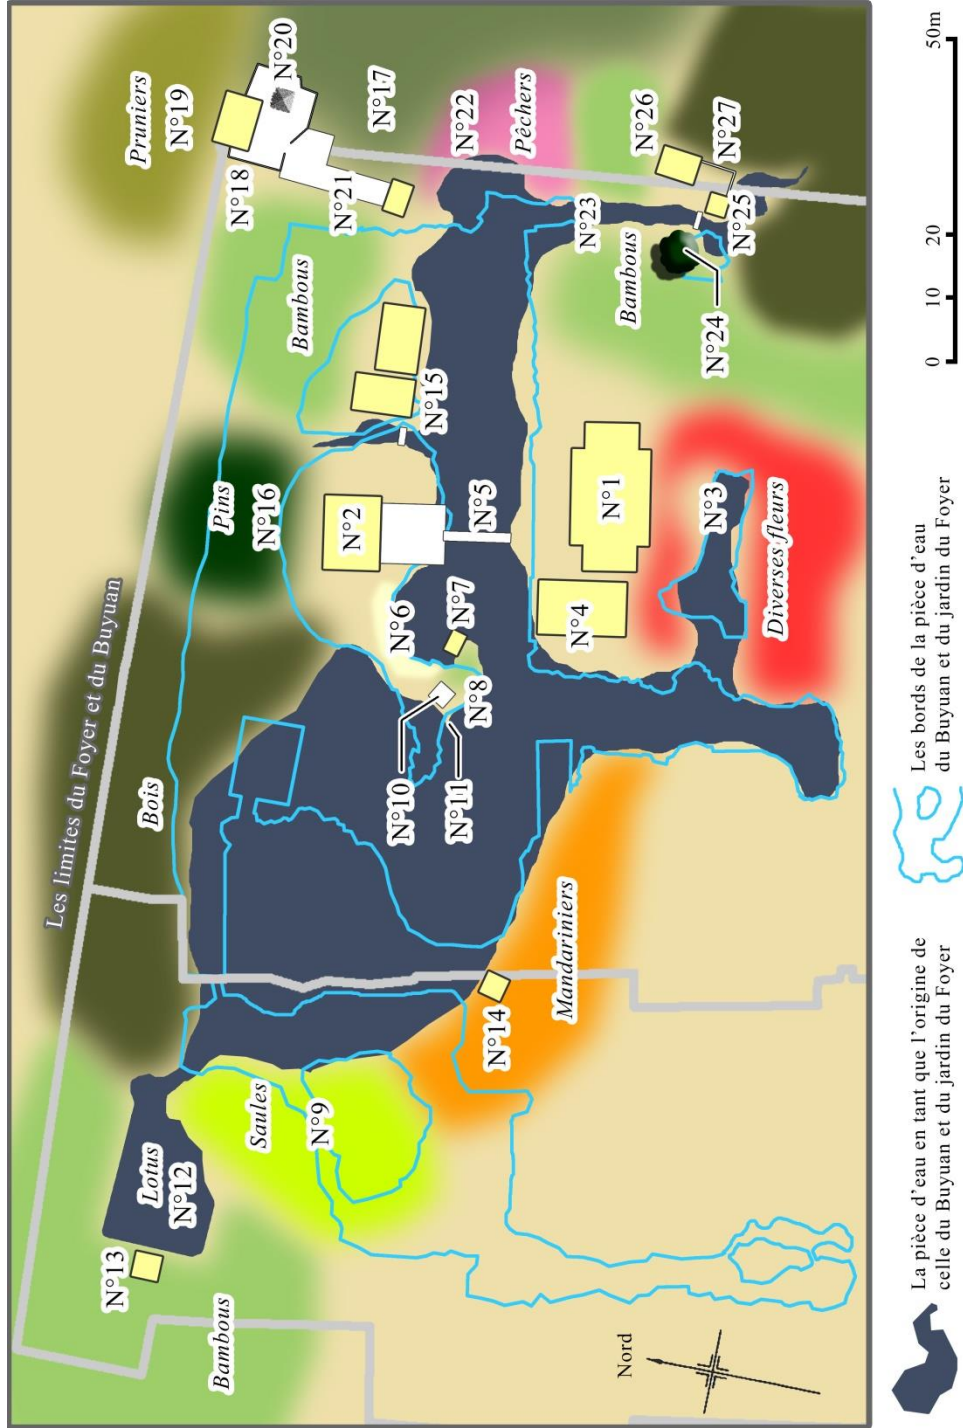 Les limites du Foyer et du Buyuan
Lotus
N°12
N°13
Bambous
Saules
N°9
Bois
Pins
N°16
Bambous
Pruniers
N°19
N°18
N°20
N°17
N°21
N°22
Pêchers
N°15
N°2
N°5
N°6
N°7
N°8
N°10
N°11
N°14
Mandariniers
N°4
N°1
N°3
Diverses fleurs
N°23
Bambous
N°24
N°26
N°27
N°25
Nord
La pièce d'eau en tant que l'origine de
celle du Buyuan et du jardin du Foyer
Les bords de la pièce d'eau
du Buyuan et du jardin du Foyer
0
10
20
50m